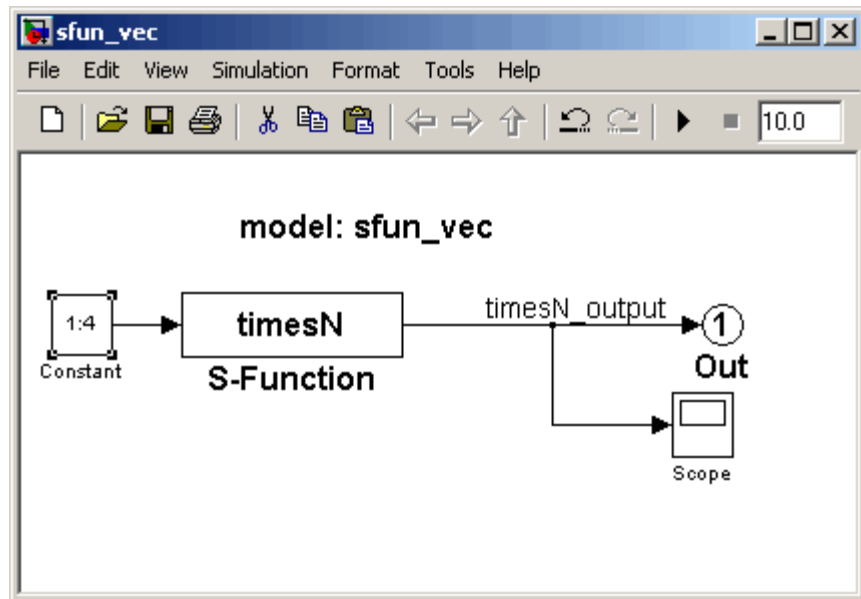 sfun_vec
File Edit View Simulation Format Tools Help
10.0
model: sfun_vec
1:4
Constant
timesN
S-Function
timesN_output
1
Out
Scope